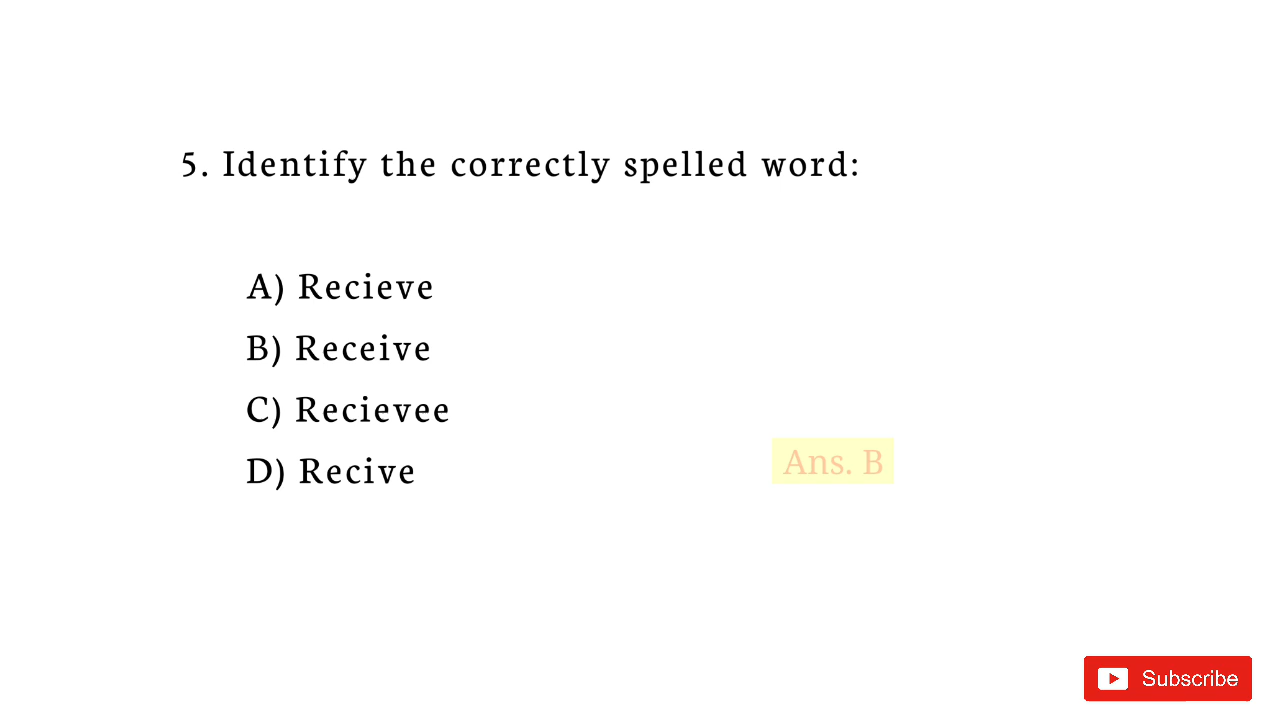 5. Identify the correctly spelled word:
A) Recieve
B) Receive
C) Recievee
D) Recive
Ans. B
Subscribe